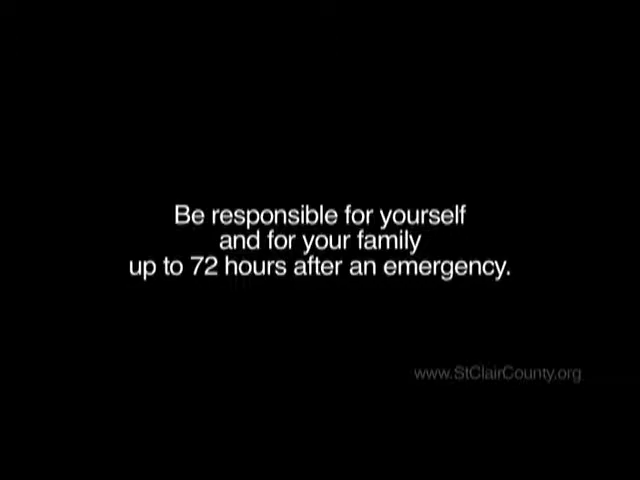 Be responsible for yourself
and for your family
up to 72 hours after an emergency.
www.StClairCounty.org